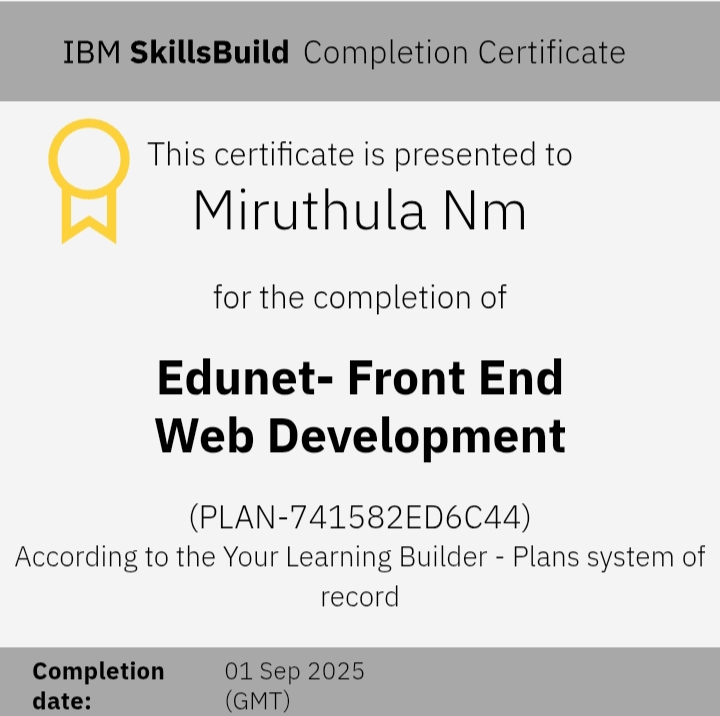 IBM SkillsBuild Completion Certificate
This certificate is presented to
Miruthula Nm
for the completion of
Edunet- Front End
Web Development
(PLAN-741582ED6C44)
According to the Your Learning Builder - Plans system of
record
Completion date: 01 Sep 2025 (GMT)